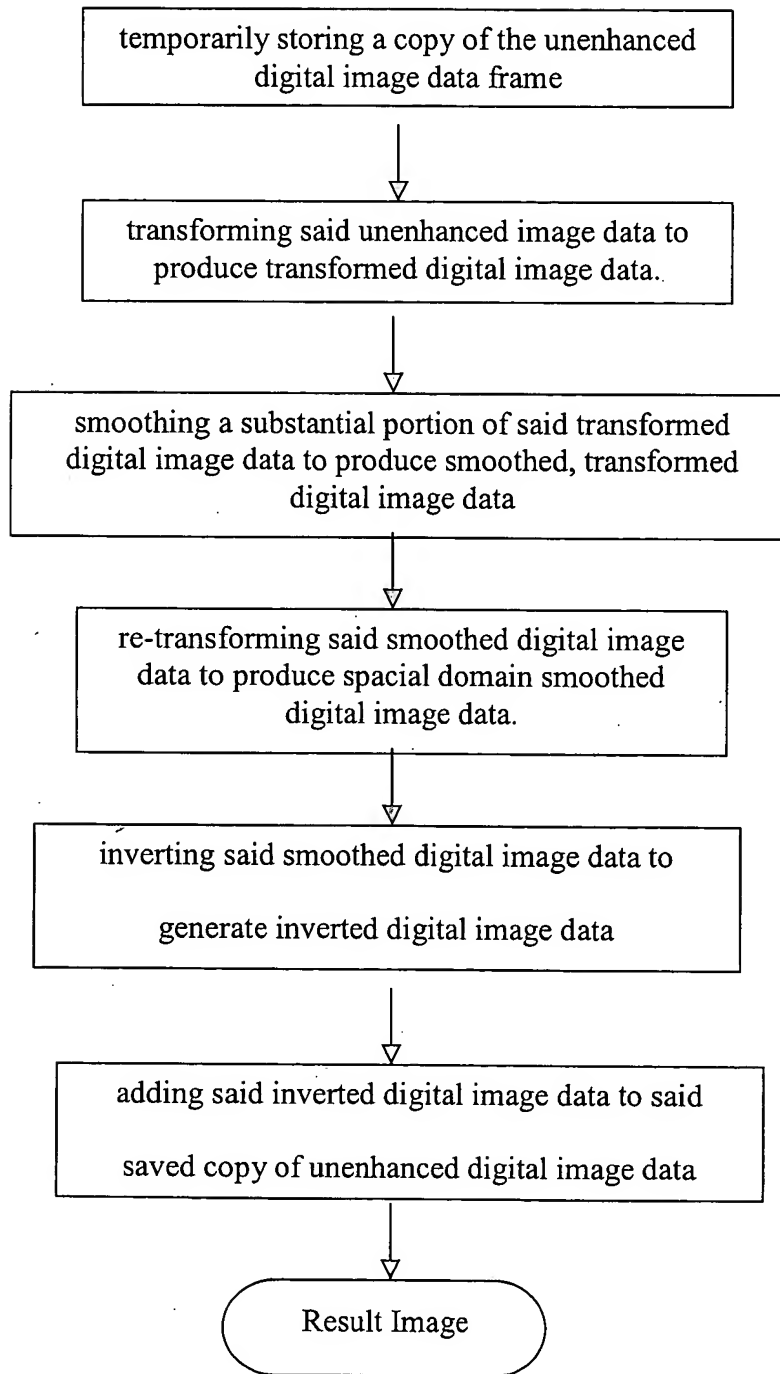 temporarily storing a copy of the unenhanced
digital image data frame
transforming said unenhanced image data to
produce transformed digital image data.
smoothing a substantial portion of said transformed
digital image data to produce smoothed, transformed
digital image data
re-transforming said smoothed digital image
data to produce spacial domain smoothed
digital image data.
inverting said smoothed digital image data to
generate inverted digital image data
adding said inverted digital image data to said
saved copy of unenhanced digital image data
Result Image